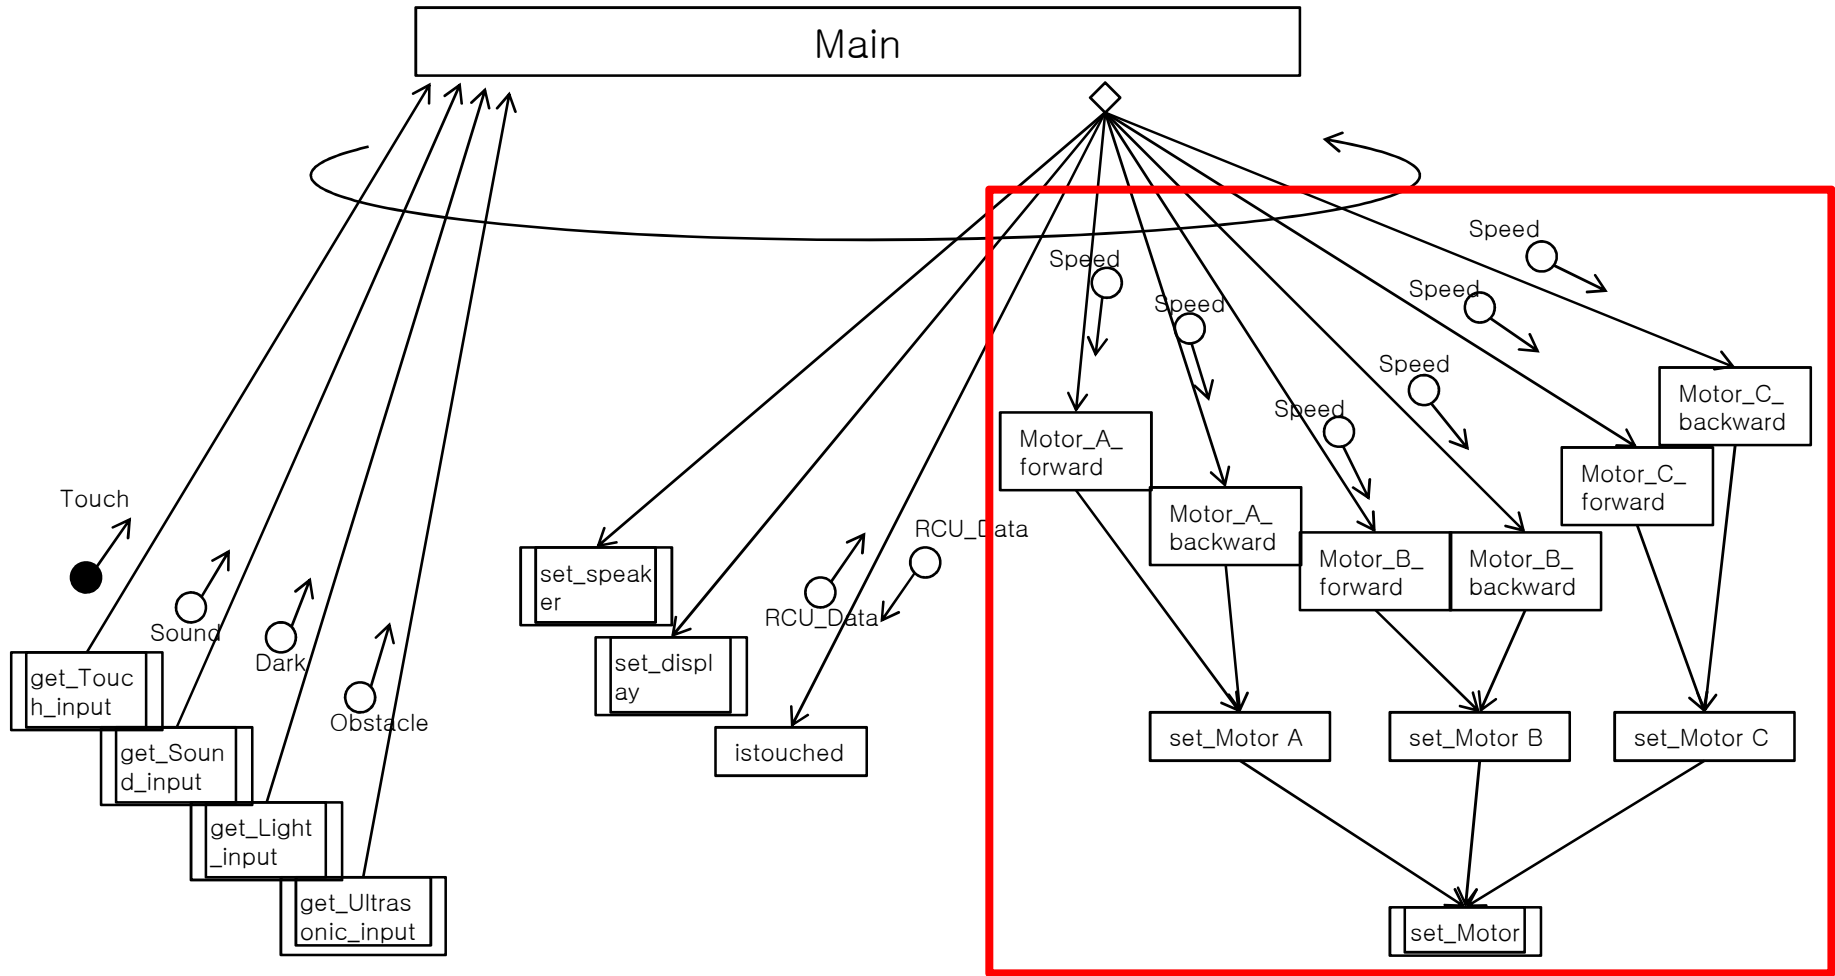 Main
Speed
Speed
Speed
Speed
Speed
Speed
Motor_C_
backward
Motor_A_
forward
Motor_C_
forward
Touch
Motor_A_
backward
RCU_Data
Motor_B_
forward
Motor_B_
backward
set_speak
er
RCU_Data
Sound
Dark
set_displ
ay
get_Touc
h_input
Obstacle
istouched
set_Motor A
set_Motor B
set_Motor C
get_Soun
d_input
get_Light
_input
get_Ultras
onic_input
set_Motor